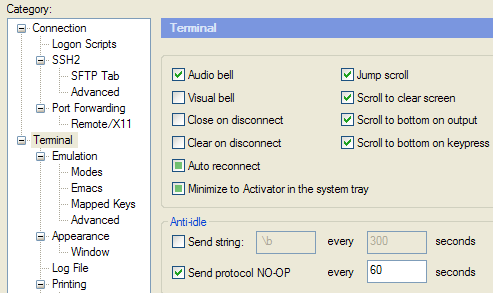 Category:
Connection
Logon Scripts
SSH2
SFTP Tab
Advanced
Port Forwarding
Remote/X11
Terminal
Emulation
Modes
Emacs
Mapped Keys
Advanced
Appearance
Window
Log File
Printing
Terminal
Audio bell
Jump scroll
Visual bell
Scroll to clear screen
Close on disconnect
Scroll to bottom on output
Clear on disconnect
Scroll to bottom on keypress
Auto reconnect
Minimize to Activator in the system tray
Anti-idle
Send string: \b every 300 seconds
Send protocol NO-OP every 60 seconds